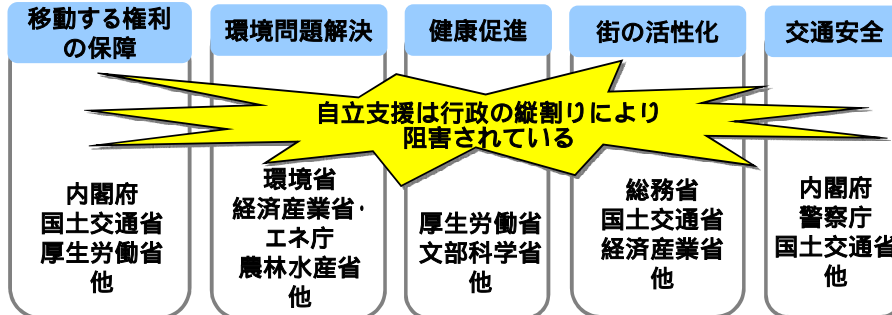 移動する権利
の保障
環境問題解決
健康促進
街の活性化
交通安全
自立支援は行政の縦割りにより
阻害されている
内閣府
国土交通省
厚生労働省
他
環境省
経済産業省・
エネ庁
農林水産省
他
厚生労働省
文部科学省
他
総務省
国土交通省
経済産業省
他
内閣府
警察庁
国土交通省
他